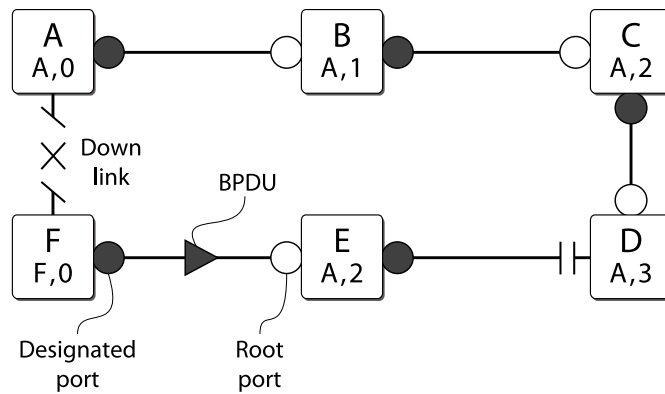 A
A,0
B
A,1
C
A,2
Down
link
BPDU
F
F,0
E
A,2
D
A,3
Designated
port
Root
port